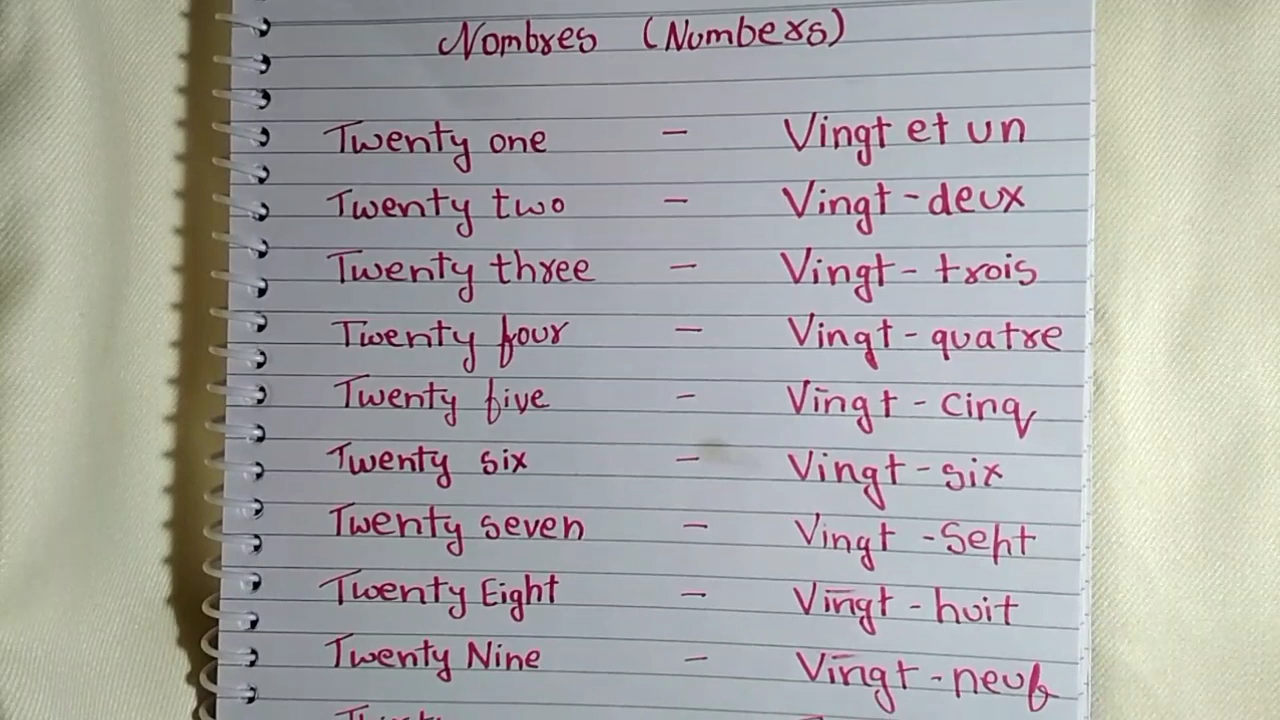 Nombres (Numbers)
Twenty one - Vingt et un
Twenty two - Vingt-deux
Twenty three - Vingt-trois
Twenty four - Vingt-quatre
Twenty five - Vingt-cinq
Twenty six - Vingt-six
Twenty seven - Vingt-Sept
Twenty Eight - Vingt-huit
Twenty Nine - Vingt-neuf